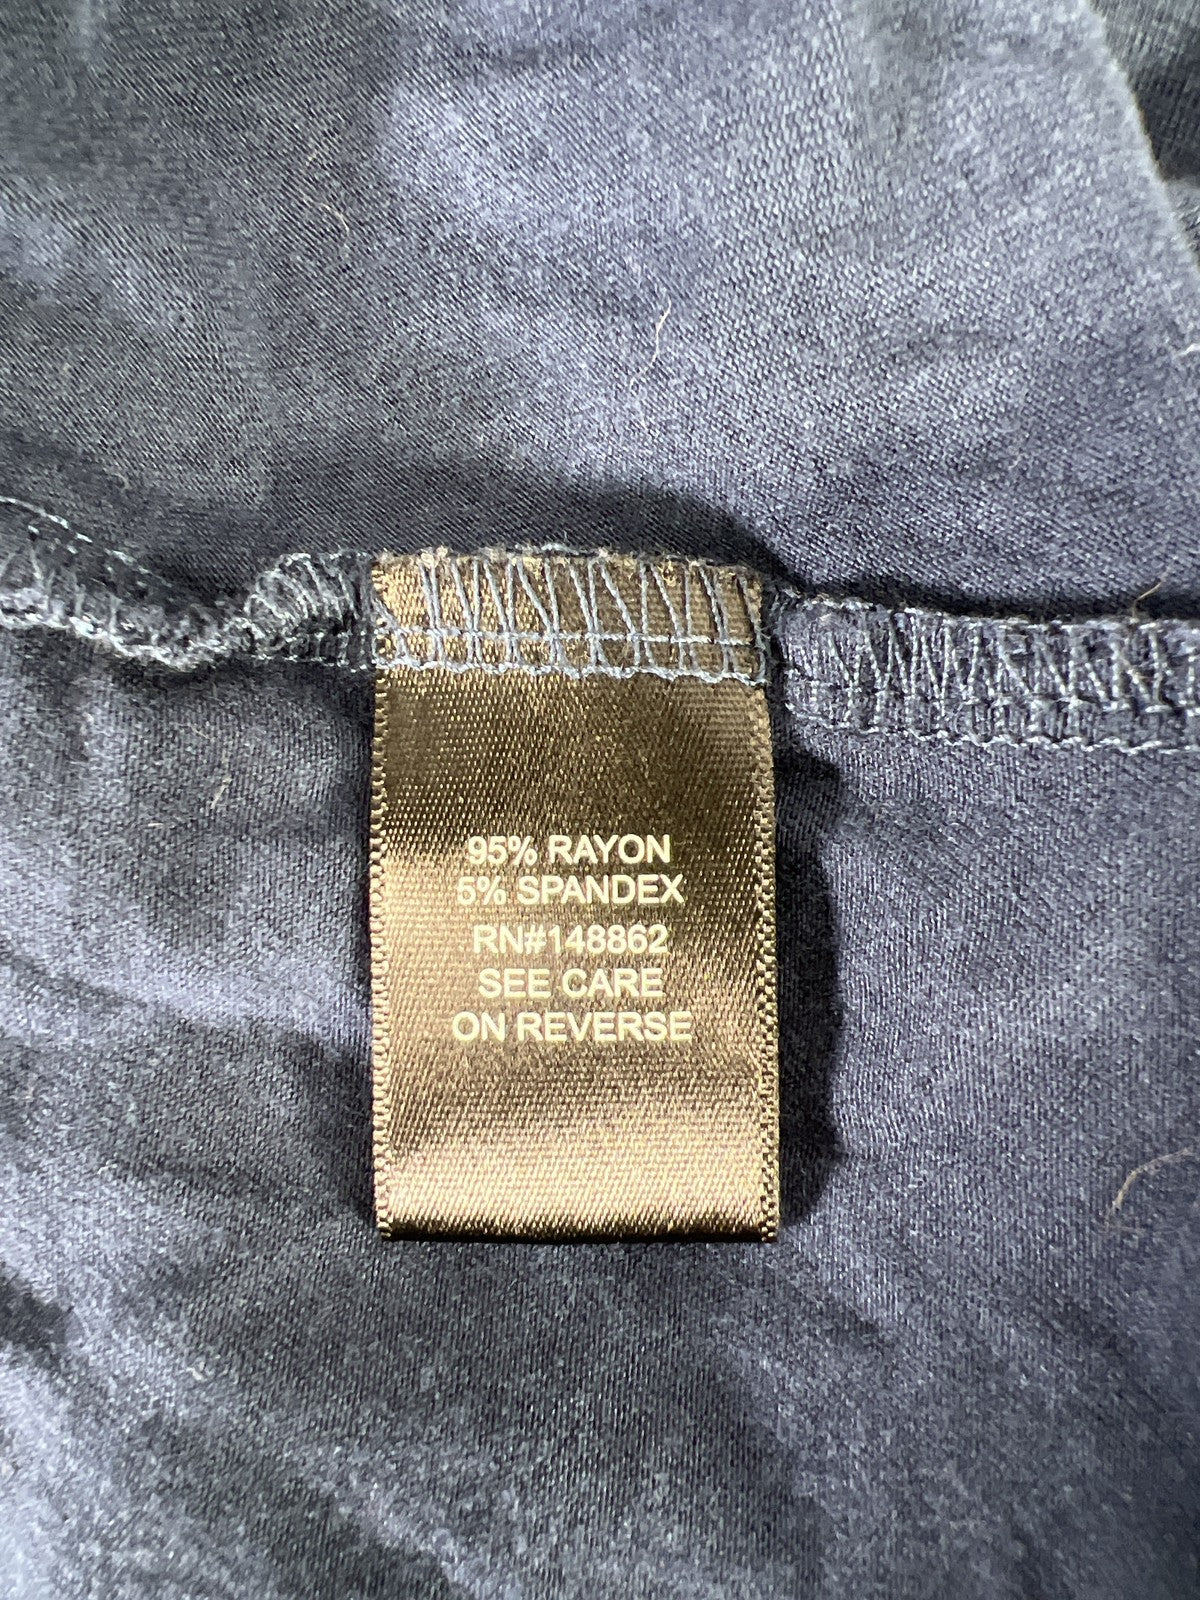 95% RAYON
5% SPANDEX
RN#148862
SEE CARE
ON REVERSE